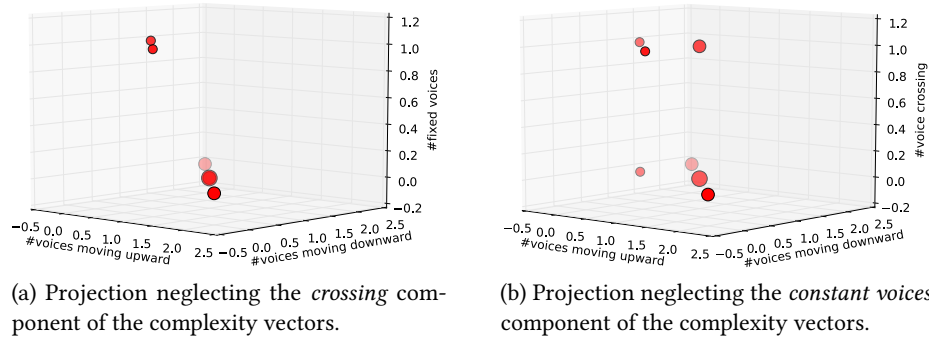 1.2
1.0
0.8
0.6
0.4
0.2
0.0
−0.2
#fixed voices
−0.5 0.0 0.5 1.0 1.5 2.0 2.5
#voices moving upward
−0.5 0.0 0.5 1.0 1.5 2.0 2.5
#voices moving downward
(a) Projection neglecting the crossing com-
ponent of the complexity vectors.
1.2
1.0
0.8
0.6
0.4
0.2
0.0
−0.2
#voice crossing
−0.5 0.0 0.5 1.0 1.5 2.0 2.5
#voices moving upward
−0.5 0.0 0.5 1.0 1.5 2.0 2.5
#voices moving downward
(b) Projection neglecting the constant voices
component of the complexity vectors.